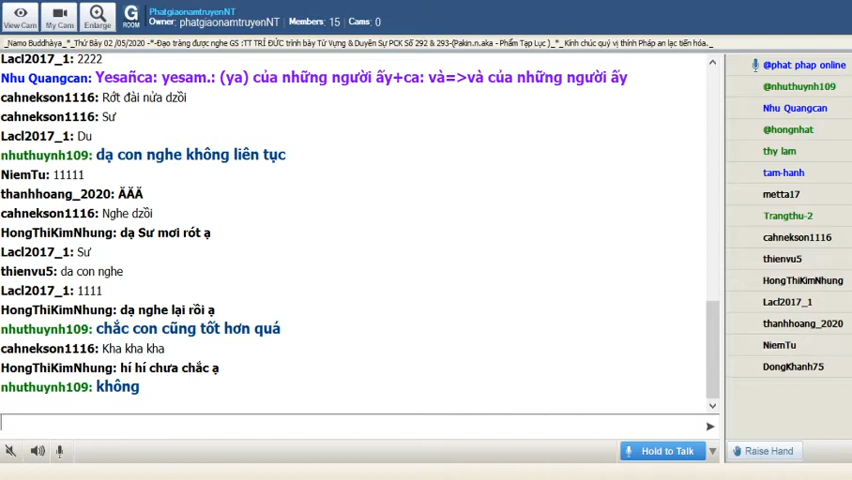 View Cam
My Cam
Enlarge
G
ROOM
PhatgiaonamtruyenNT
Owner: phatgiaonamtruyenNT Members: 15 Cams: 0
_Namo Buddhàya_*_Thứ Bảy 02 /05/2020 -*-Đạo tràng được nghe GS :TT TRÍ ĐỨC trình bày Từ Vựng & Duyên Sự PCK Số 292 & 293-(Pakin.n.aka - Phẩm Tạp Lục )_*_ Kính chúc quý vị thính Pháp an lạc tiến hóa._
Lacl2017_1: 2222
Nhu Quangcan: Yesañca: yesam.: (ya) của những người ấy+ca: và=>và của những người ấy
cahnekson1116: Rớt đài nửa dzồi
cahnekson1116: Sư
Lacl2017_1: Du
nhuthuynh109: dạ con nghe không liên tục
NiemTu: 11111
thanhhoang_2020: ÄÄÄ
cahnekson1116: Nghe dzồi
HongThiKimNhung: dạ Sư mơi rót ạ
Lacl2017_1: Sư
thienvu5: da con nghe
Lacl2017_1: 1111
HongThiKimNhung: dạ nghe lại rồi ạ
nhuthuynh109: chắc con cũng tốt hơn quá
cahnekson1116: Kha kha kha
HongThiKimNhung: hí hí chưa chắc ạ
nhuthuynh109: không
Hold to Talk
@phat phap online
@nhuthuynh109
Nhu Quangcan
@hongnhat
thy lam
tam-hanh
metta17
Trangthu-2
cahnekson1116
thienvu5
HongThiKimNhung
Lacl2017_1
thanhhoang_2020
NiemTu
DongKhanh75
Raise Hand